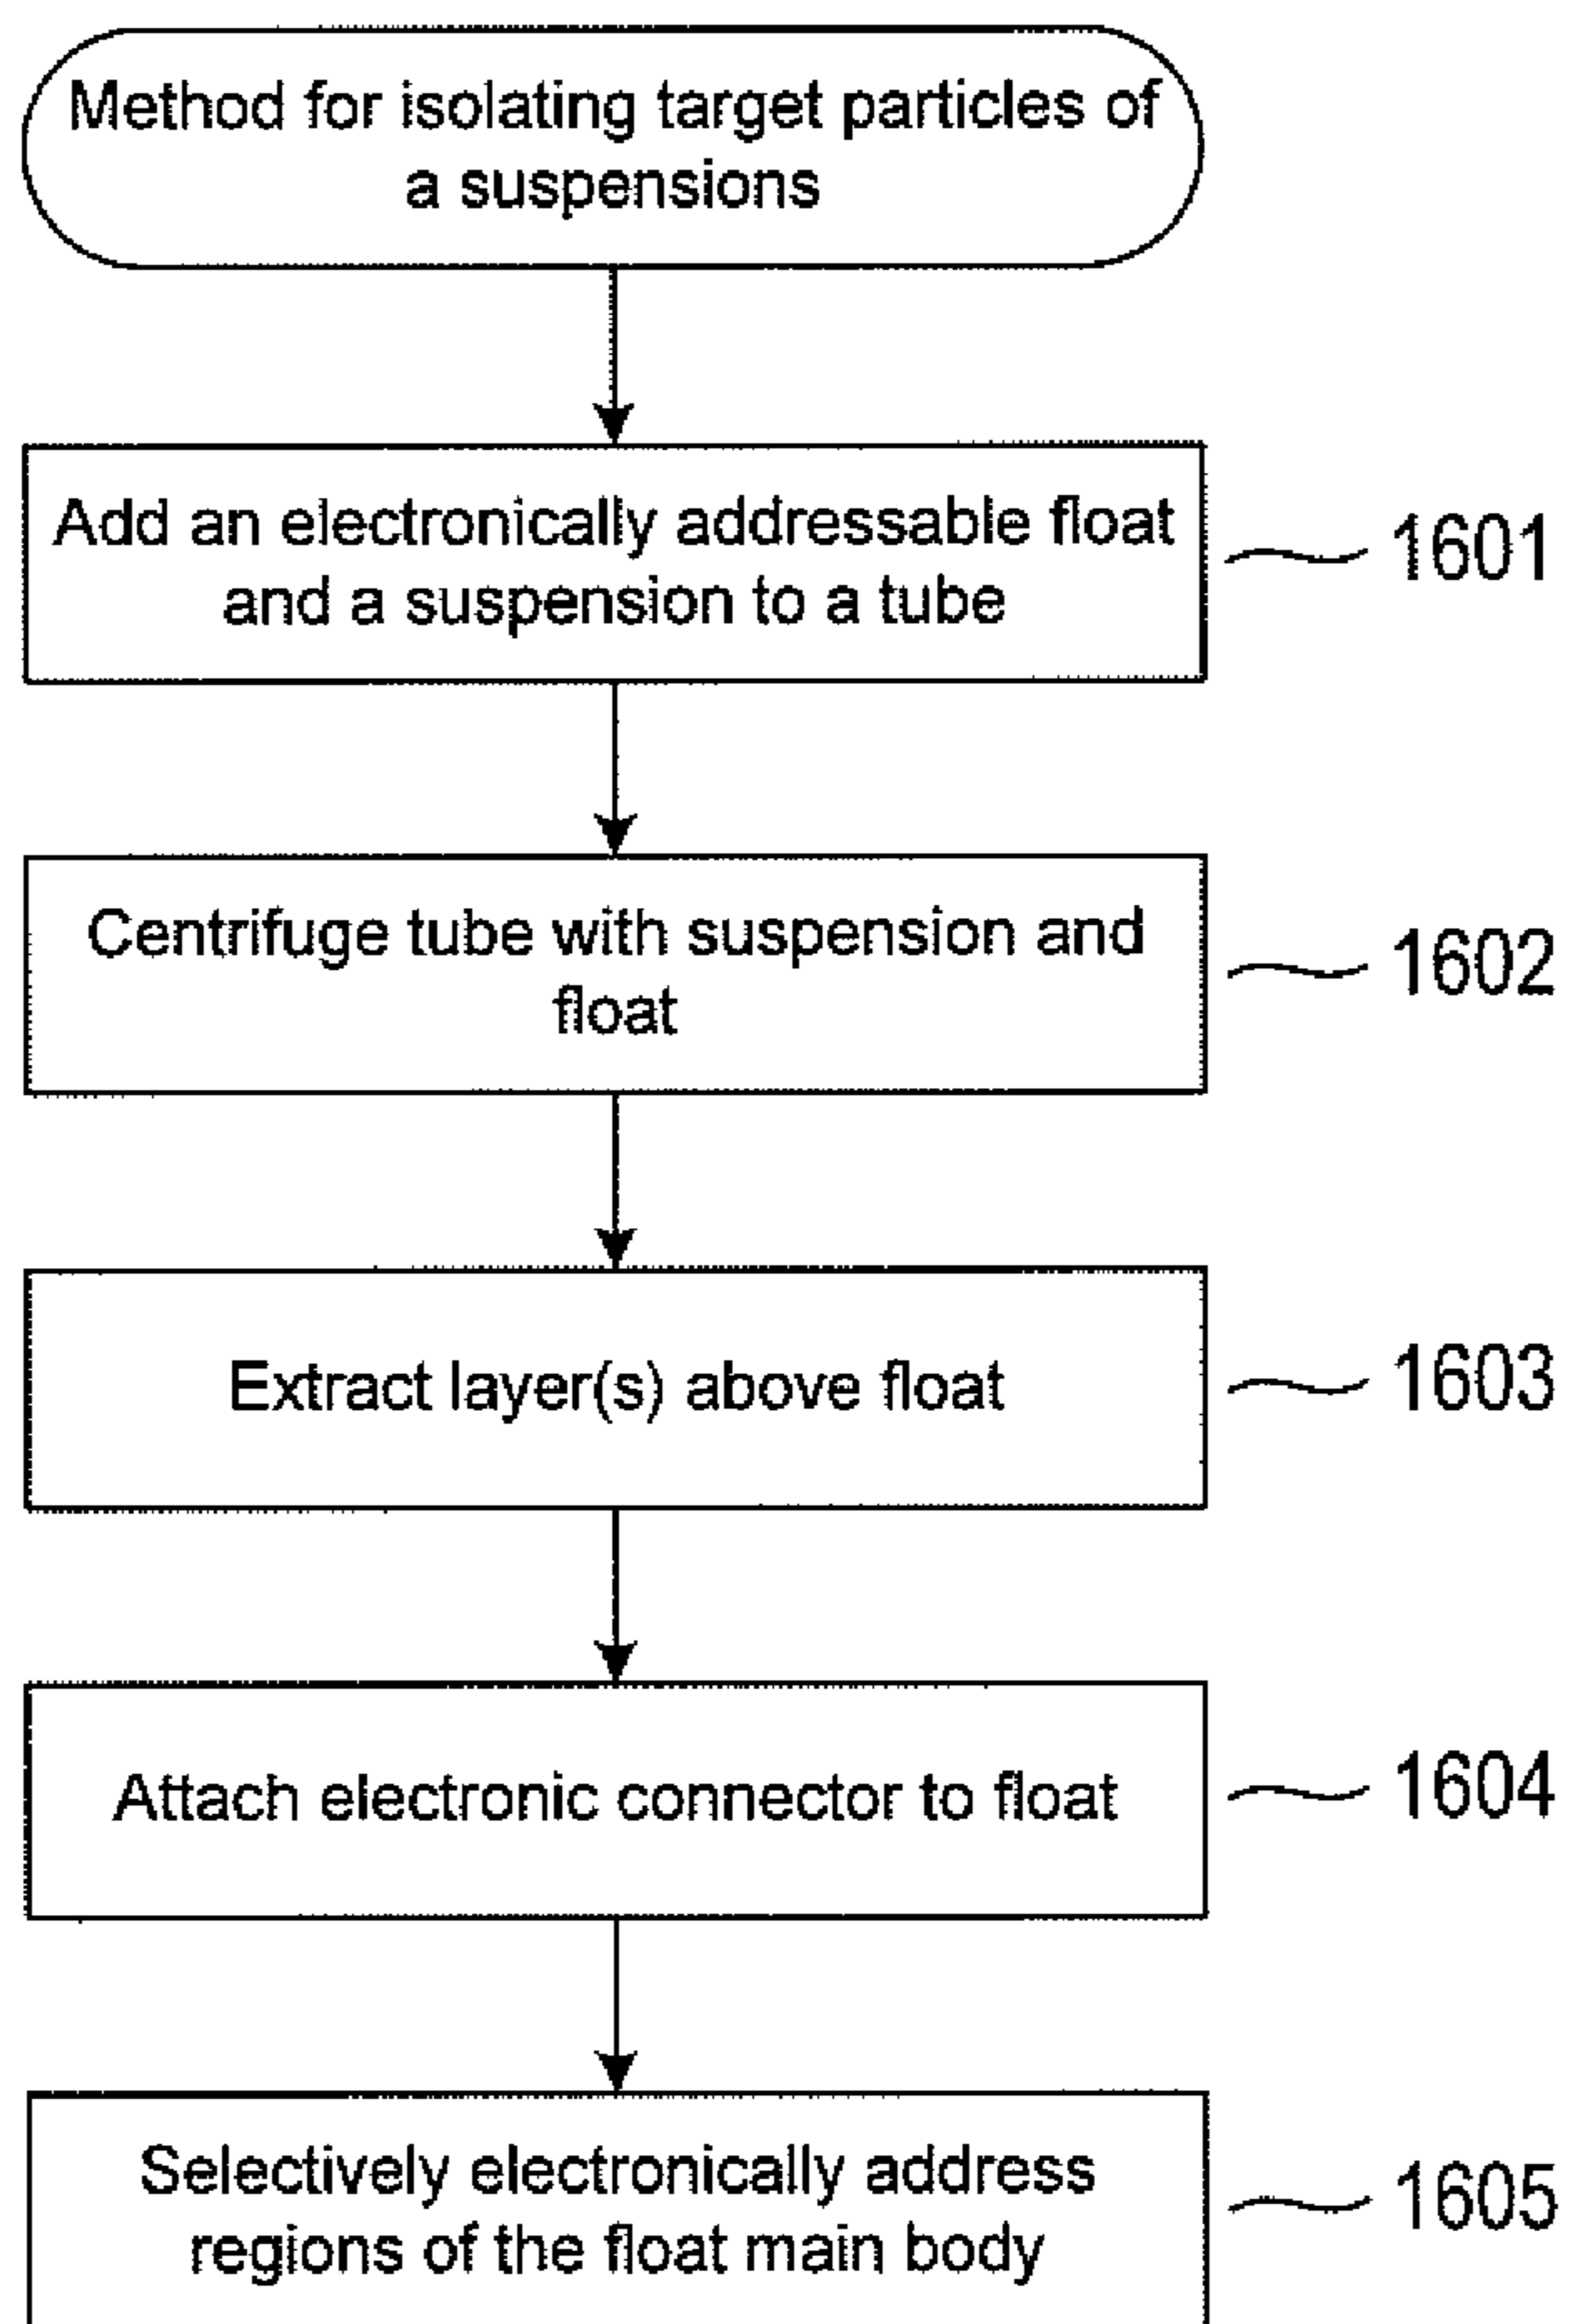 Method for isolating target particles of
a suspensions
Add an electronically addressable float
and a suspension to a tube
1601
Centrifuge tube with suspension and
float
1602
Extract layer(s) above float
1603
Attach electronic connector to float
1604
Selectively electronically address
regions of the float main body
1605